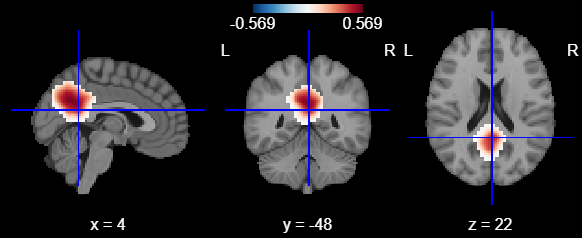 -0.569 0.569
L R L R
x = 4 y = -48 z = 22